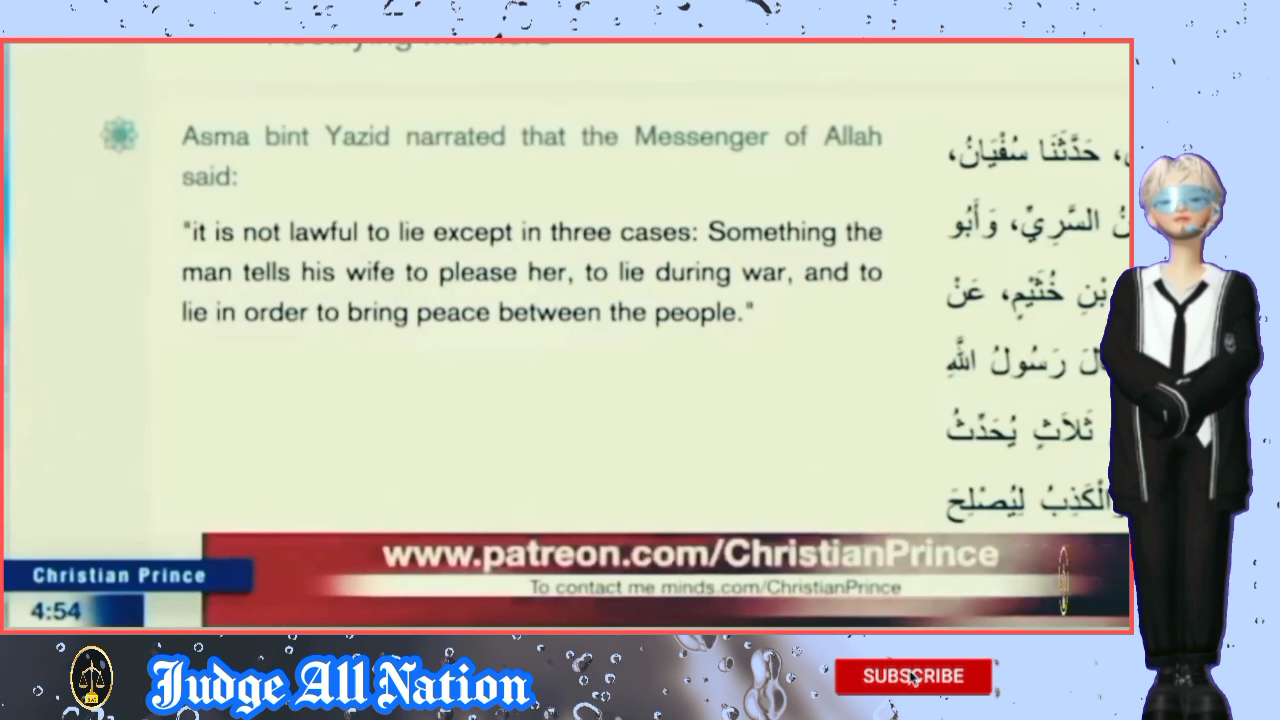 Asma bint Yazid narrated that the Messenger of Allah
said:
"it is not lawful to lie except in three cases: Something the
man tells his wife to please her, to lie during war, and to
lie in order to bring peace between the people."
حَدَّثَنَا سُفْيَانُ،
السَّرِيِّ، وَأَبُو
بْنِ خُثَيْمٍ، عَنْ
رَسُولُ اللَّهِ
ثَلاَثٍ يُحَدِّثُ
وَالْكَذِبُ لِيُصْلِحَ
www.patreon.com/ChristianPrince
To contact me minds.com/ChristianPrince
Christian Prince
4:54
Judge All Nation
SUBSCRIBE